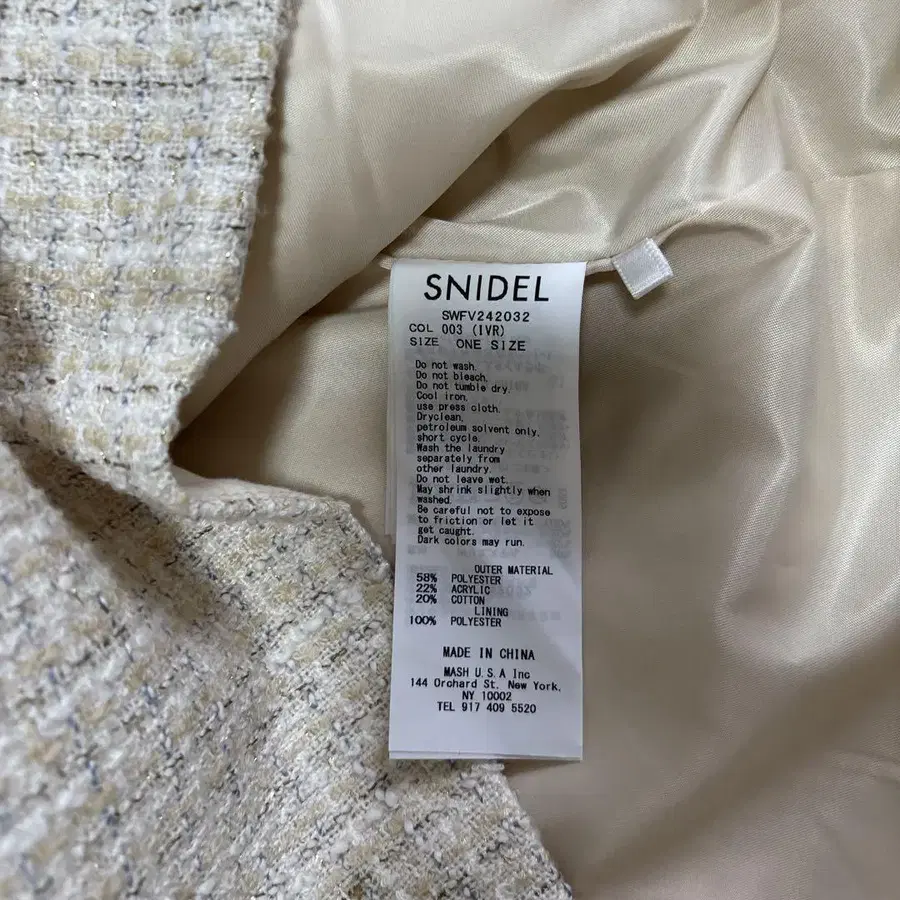 SNIDEL
SWFV242032
COL 003 (IVR)
SIZE ONE SIZE
Do not wash.
Do not bleach.
Do not tumble dry.
Cool iron,
use press cloth.
Dryclean,
petroleum solvent only,
short cycle.
Wash the laundry
separately from
other laundry.
Do not leave wet.
May shrink slightly when
washed.
Be careful not to expose
to friction or let it
get caught.
Dark colors may run.
OUTER MATERIAL
58% POLYESTER
22% ACRYLIC
20% COTTON
LINING
100% POLYESTER
MADE IN CHINA
MASH U.S.A Inc
144 Orchard St. New York,
NY 10002
TEL 917 409 5520